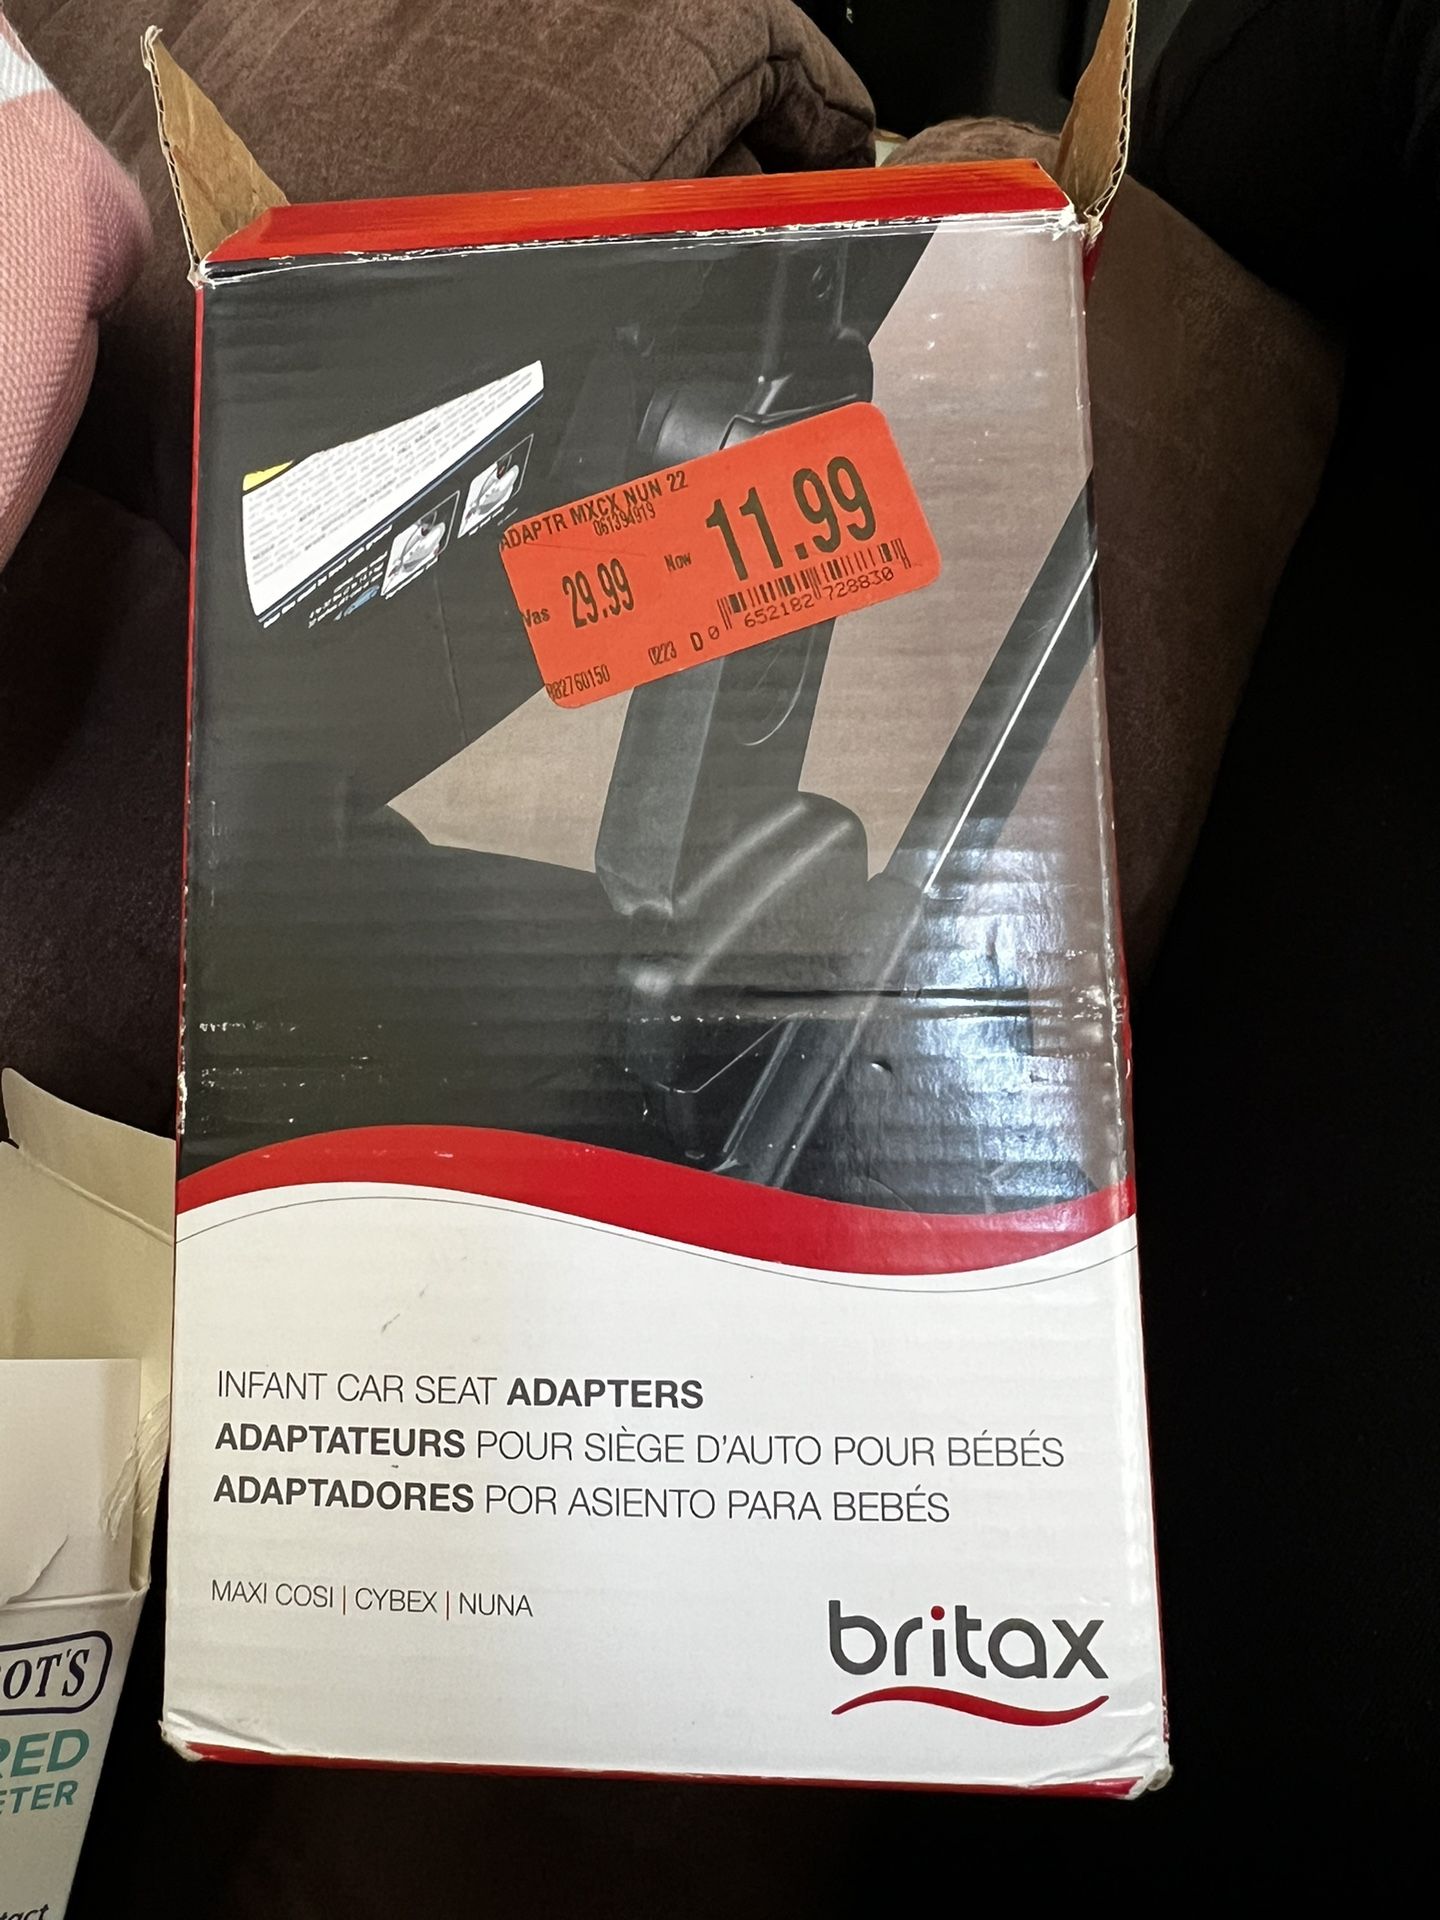 ADAPTR MXCX NUN 22
061394919
Was 29.99 Now 11.99
0 652182 728830
0223 D
INFANT CAR SEAT ADAPTERS
ADAPTATEURS POUR SIÈGE D'AUTO POUR BÉBÉS
ADAPTADORES POR ASIENTO PARA BEBÉS
MAXI COSI | CYBEX | NUNA
britax
OT'S
RED
ETER
tact